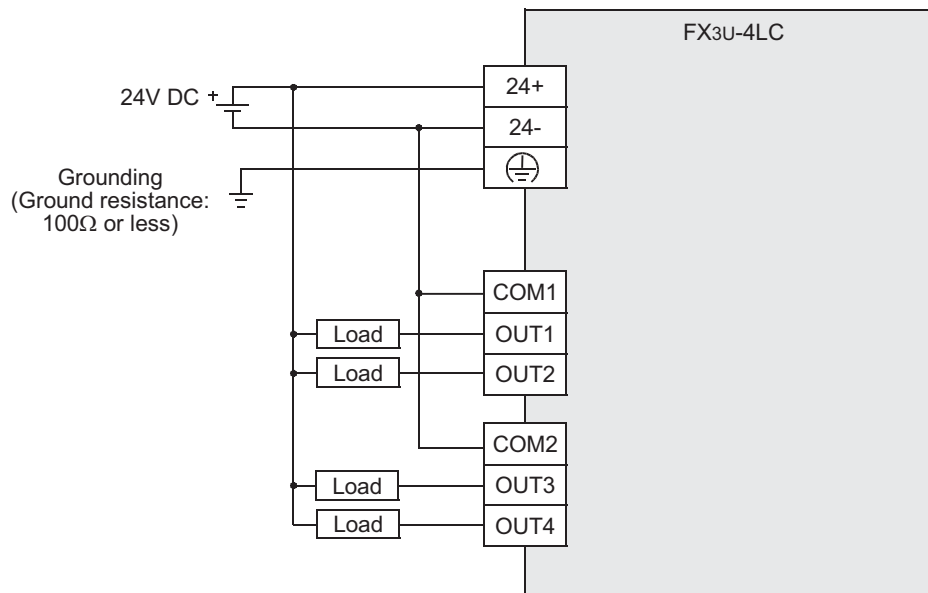 FX3U-4LC
24V DC +
24+
24-
Grounding
(Ground resistance:
100Ω or less)
COM1
Load
OUT1
Load
OUT2
COM2
Load
OUT3
Load
OUT4